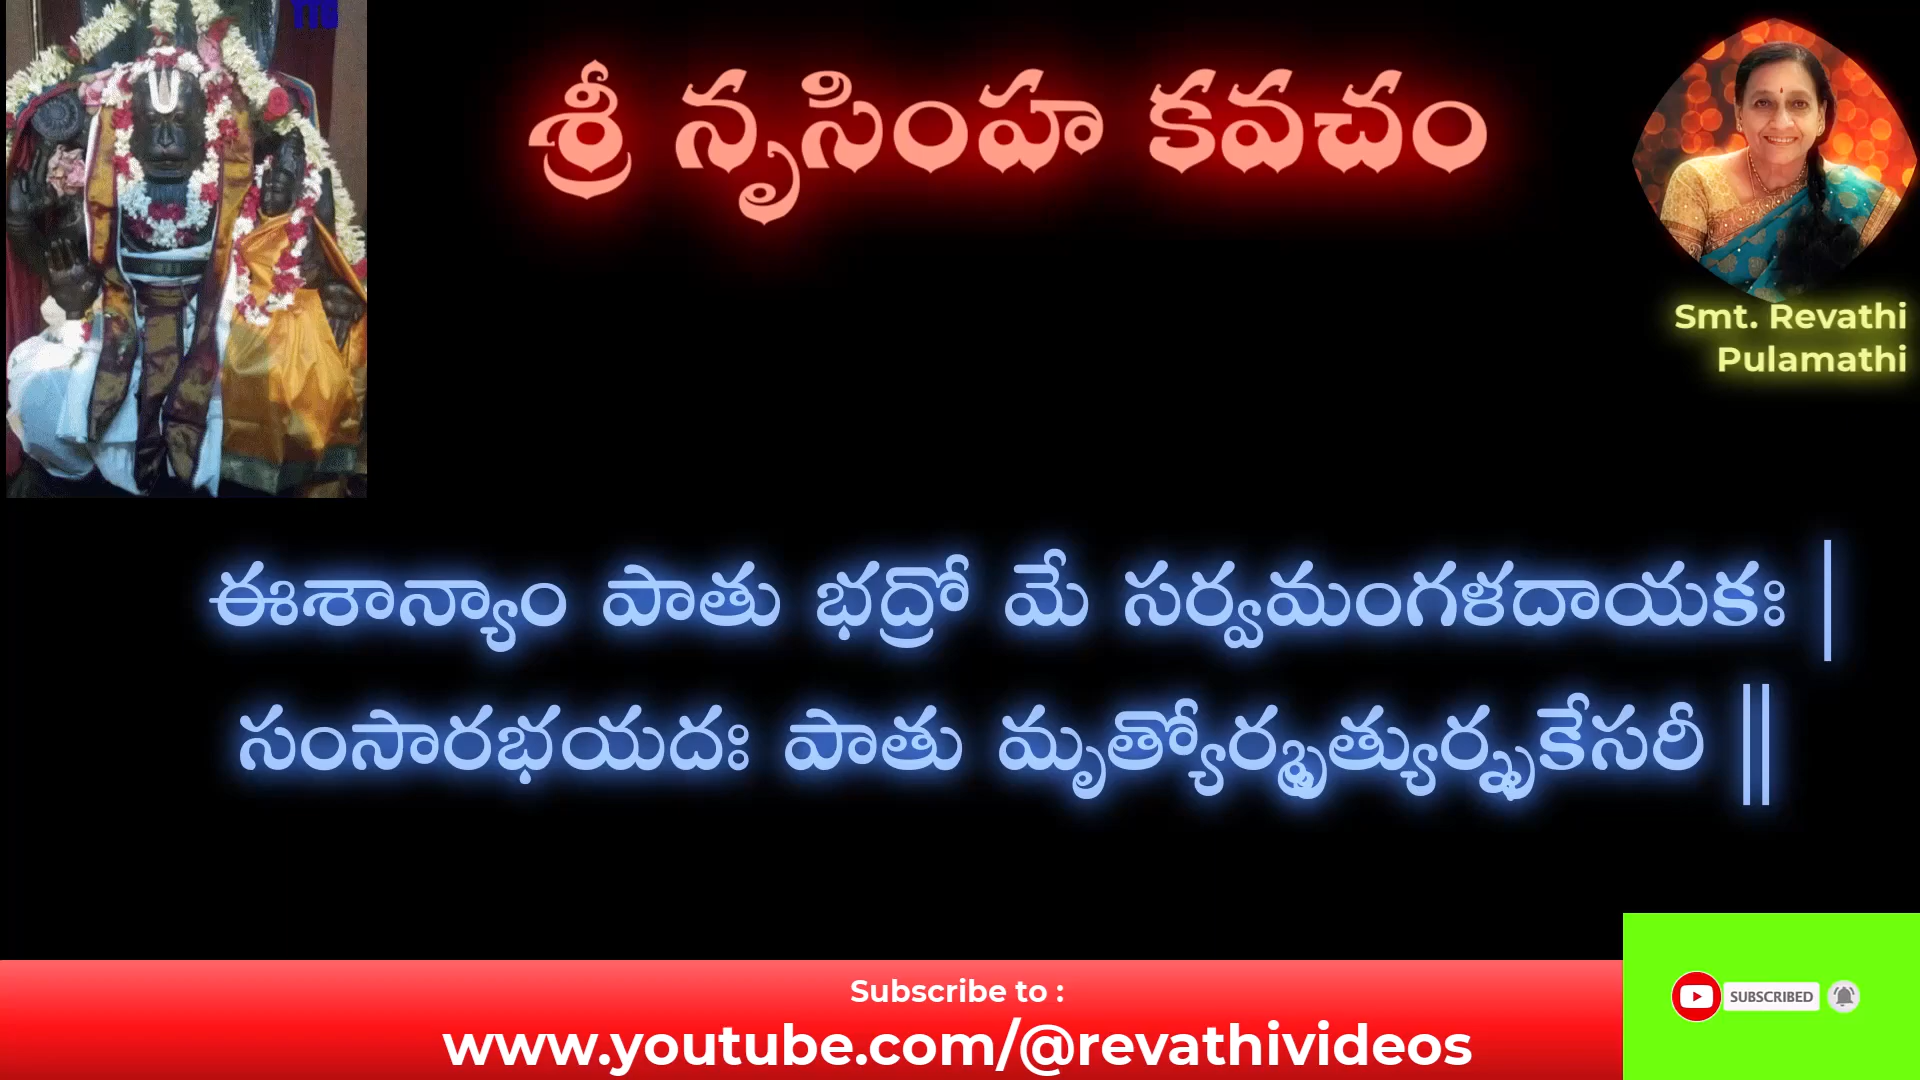 శ్రీ నృసింహ కవచం
Smt. Revathi
Pulamathi
ఈశాన్యాం పాతు భద్రో మే సర్వమంగళదాయకః |
సంసారభయదః పాతు మృత్యోర్మృత్యుర్నృకేసరీ ||
Subscribe to :
www.youtube.com/@revathivideos
SUBSCRIBED